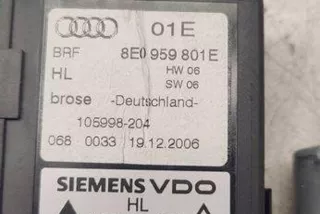 01E
BRF 8E0 959 801E
HL HW 06
SW 06
brose -Deutschland-
105998-204
068 0033 19.12.2006
SIEMENS VDO
HL